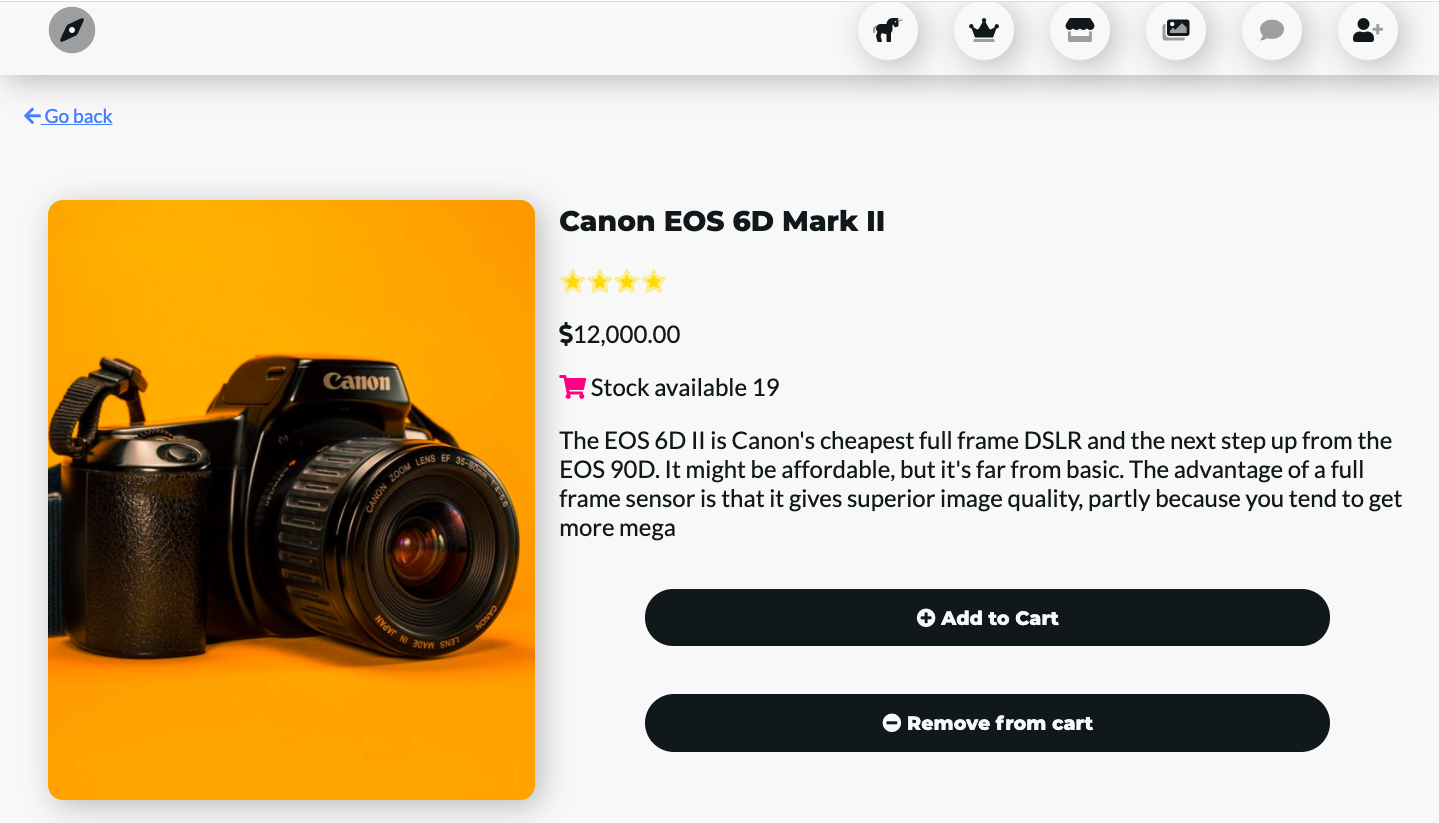 Go back
Canon EOS 6D Mark II
$12,000.00
Stock available 19
The EOS 6D II is Canon's cheapest full frame DSLR and the next step up from the
EOS 90D. It might be affordable, but it's far from basic. The advantage of a full
frame sensor is that it gives superior image quality, partly because you tend to get
more mega
Add to Cart
Remove from cart
Canon
CANON ZOOM LENS EF 35-80mm
CANON LENS MADE IN JAPAN